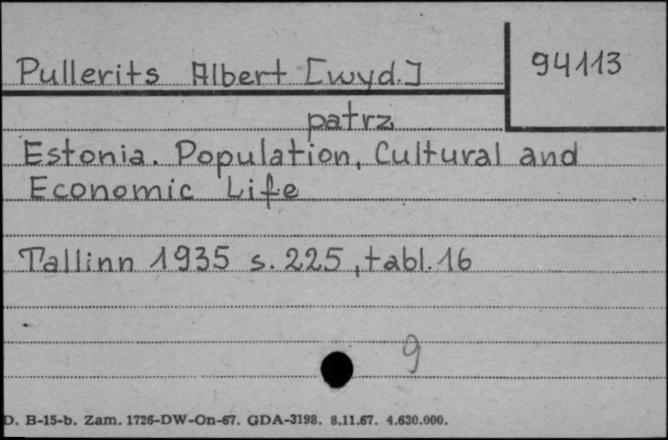 Pullerits Albert [wyd.]
94113
patrz
Estonia. Population, Cultural and
Economic Life
Tallinn 1935 s. 225, tabl. 16
9
D. B-15-b. Zam. 1726-DW-On-67. GDA-3198. 8.11.67. 4.630.000.